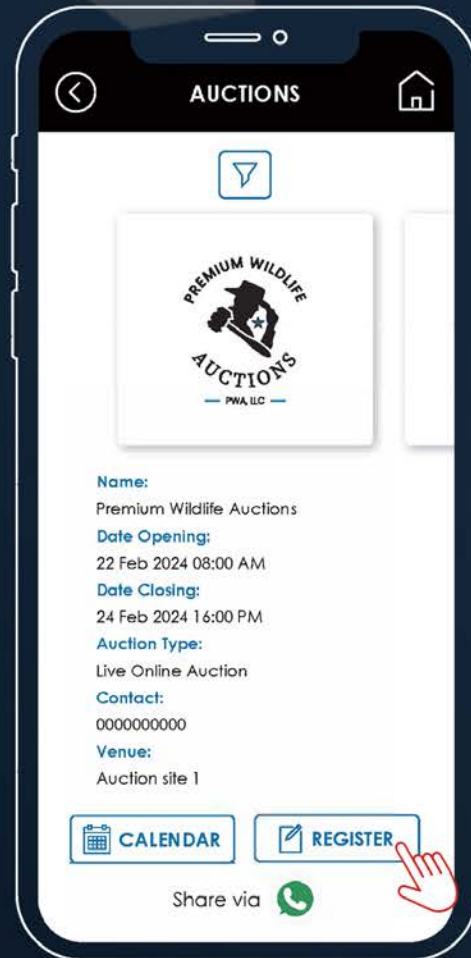 AUCTIONS
PREMIUM WILDLIFE
AUCTIONS
PWA, LLC
Name:
Premium Wildlife Auctions
Date Opening:
22 Feb 2024 08:00 AM
Date Closing:
24 Feb 2024 16:00 PM
Auction Type:
Live Online Auction
Contact:
0000000000
Venue:
Auction site 1
CALENDAR
REGISTER
Share via